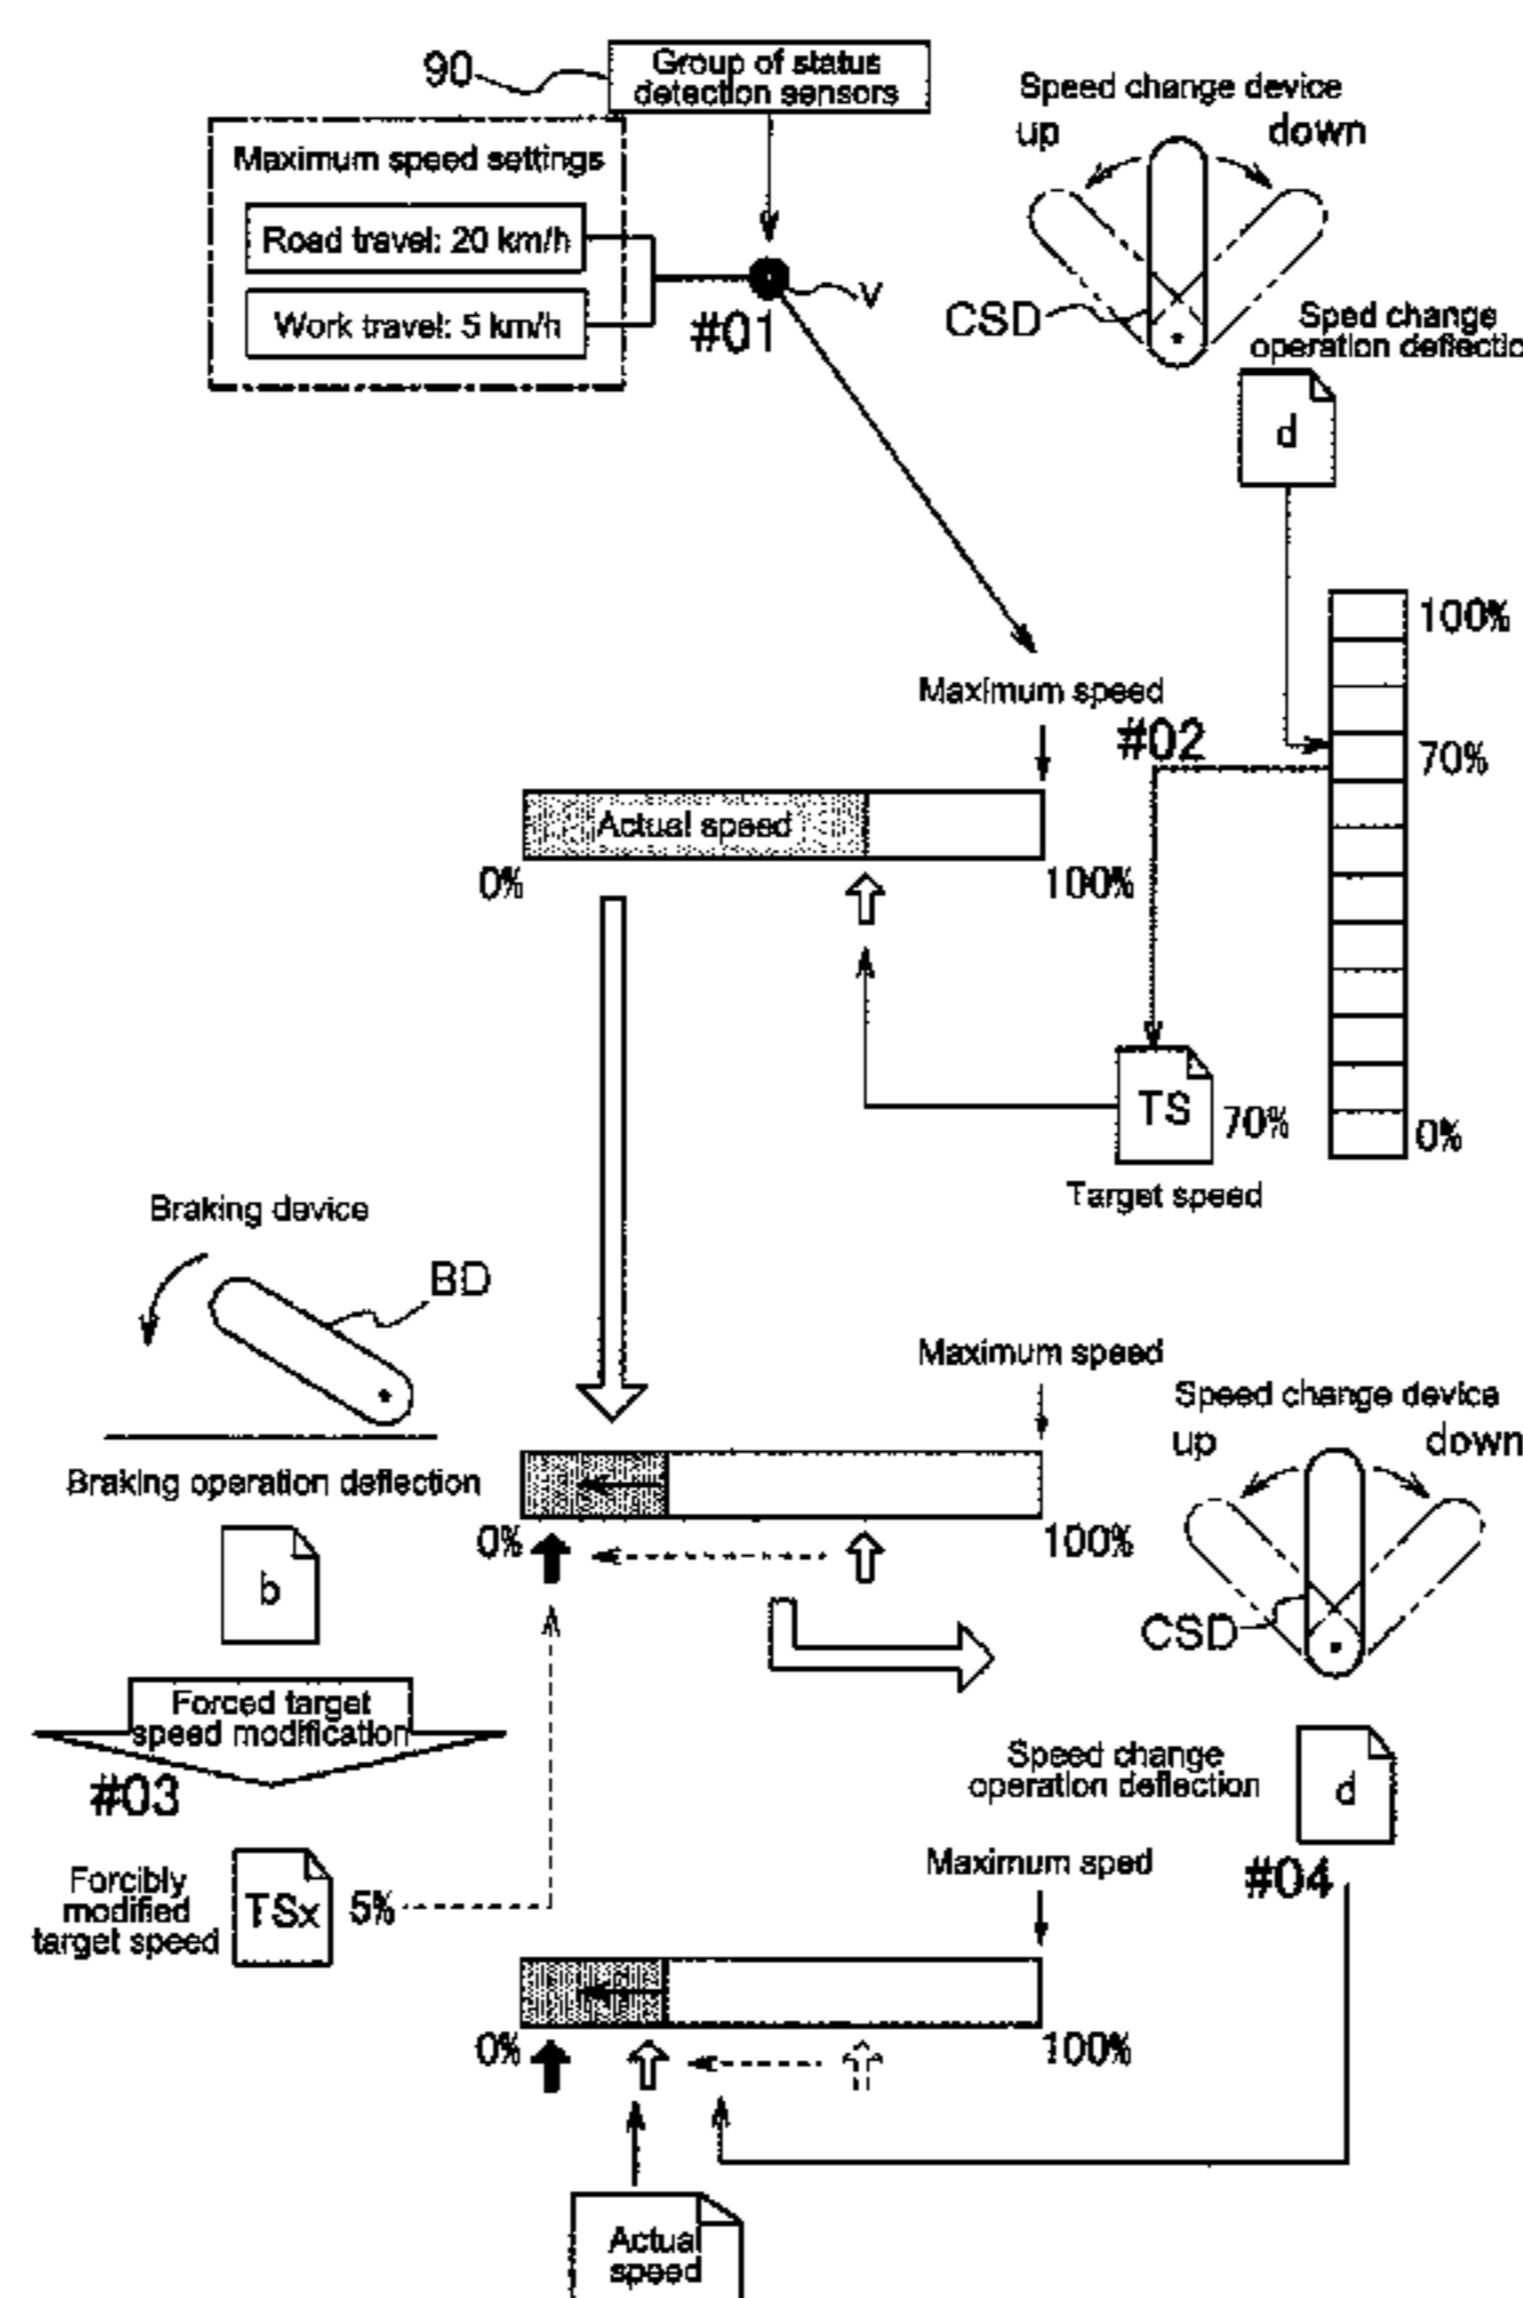 90
Group of status
detection sensors
Speed change device
up
down
Maximum speed settings
Road travel: 20 km/h
Work travel: 5 km/h
V
#01
CSD
Sped change
operation deflectio
d
100%
Maximum speed
#02
70%
Actual speed
0%
100%
TS
70%
0%
Target speed
Braking device
BD
Maximum speed
Speed change device
up
down
Braking operation deflection
0%
100%
b
CSD
Forced target
speed modification
#03
Speed change
operation deflection
d
Maximum sped
#04
Forcibly
modified
target speed
TSx
5%
0%
100%
Actual
speed